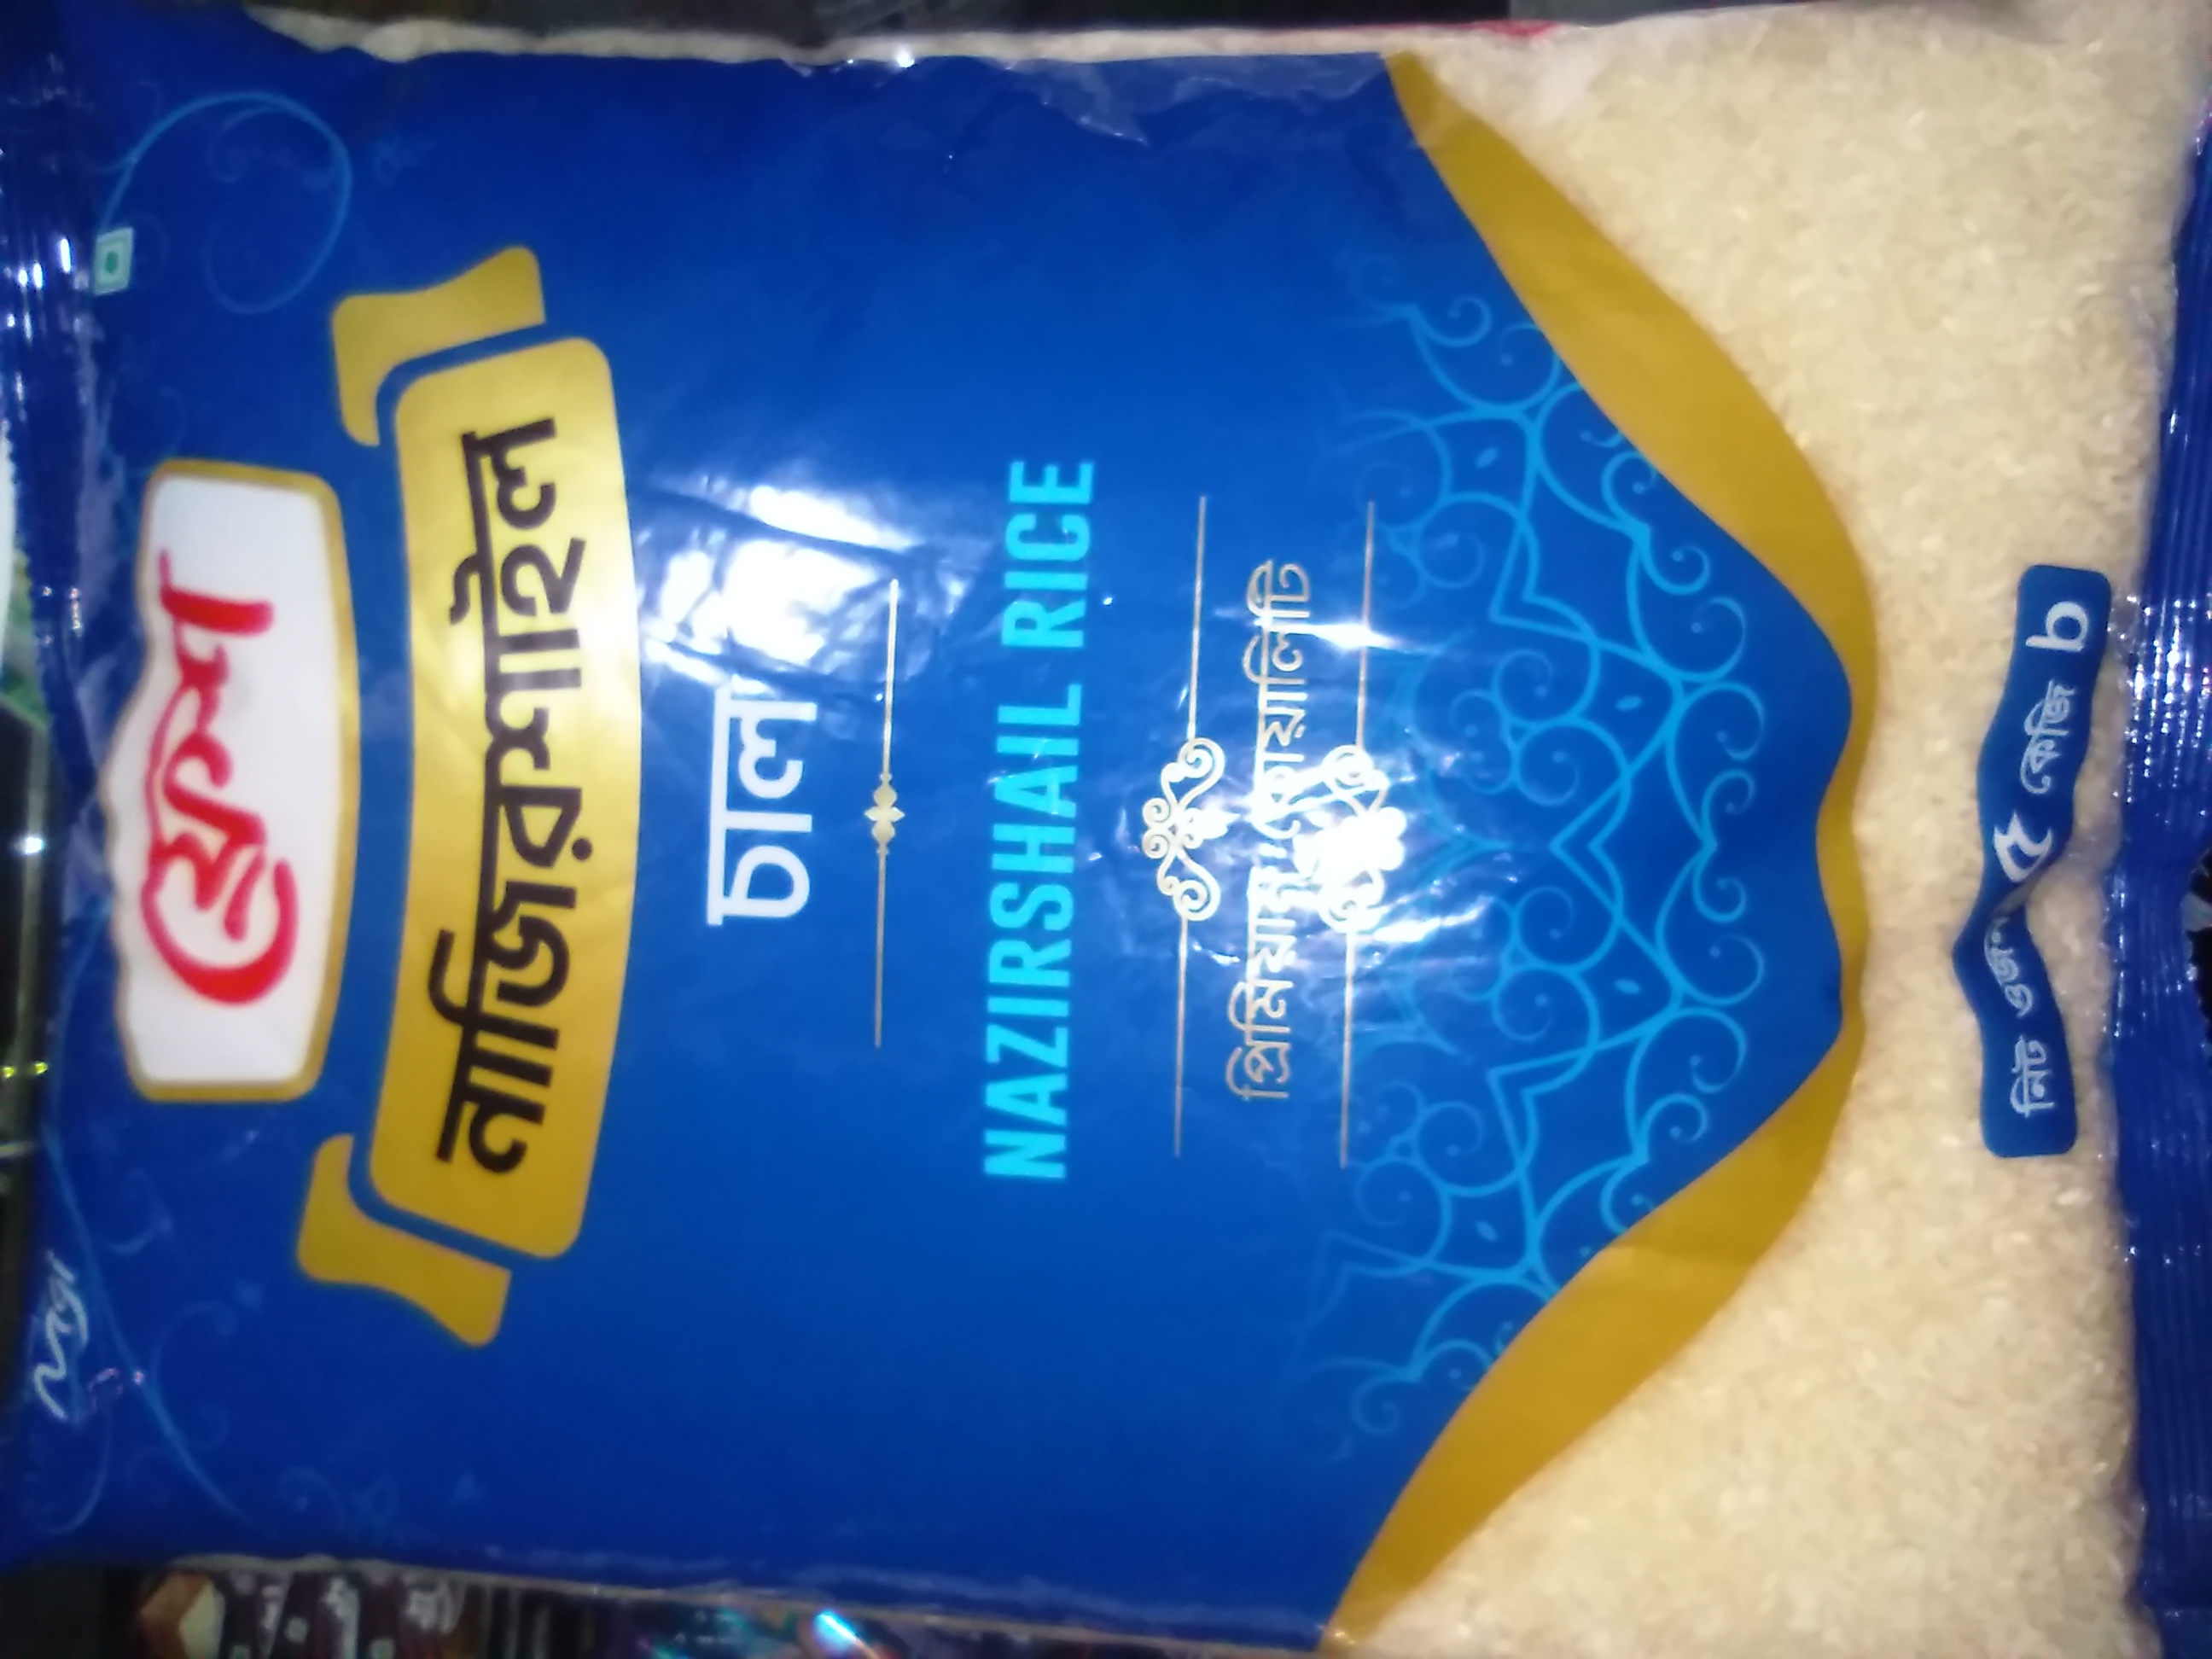 ফ্রেশ
নাজিরশাইল
চাল
NAZIRSHAIL RICE
প্রিমিয়াম কোয়ালিটি
নিট ওজন ৫ কেজি